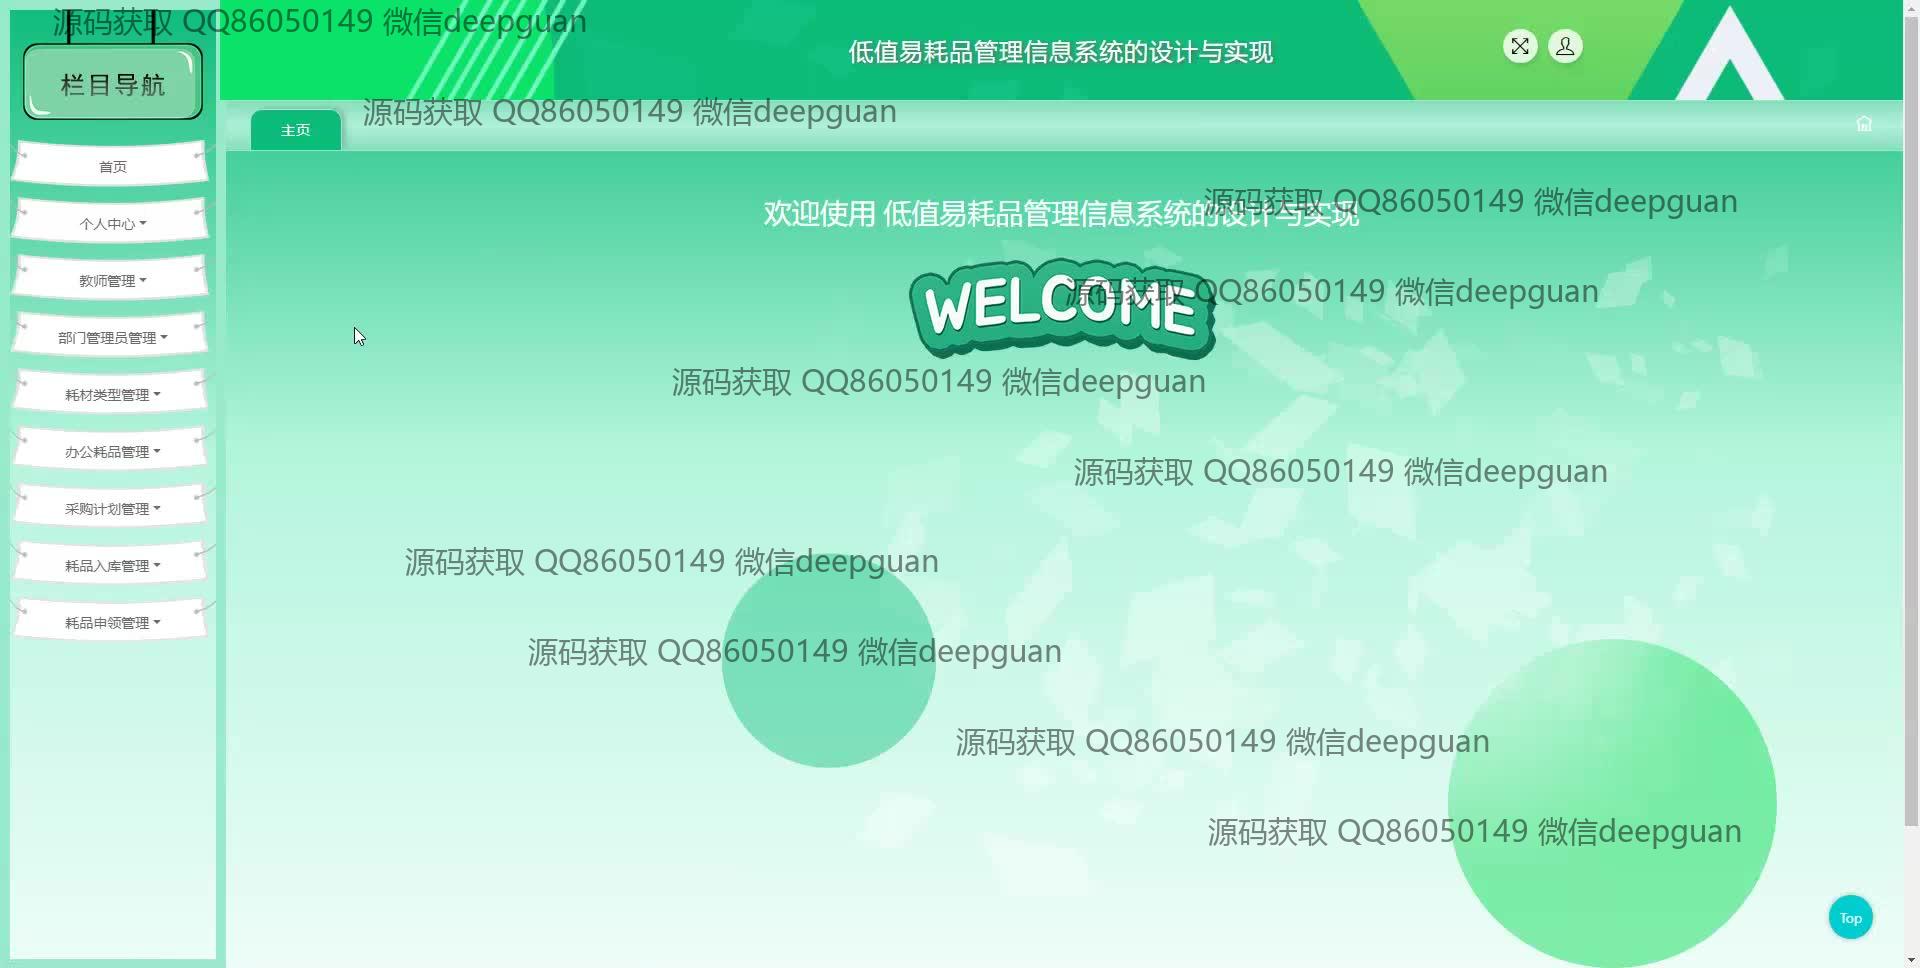 源码获取 QQ86050149 微信deepguan
栏目导航
低值易耗品管理信息系统的设计与实现
源码获取 QQ86050149 微信deepguan
主页
首页
个人中心
教师管理
部门管理员管理
耗材类型管理
办公耗品管理
采购计划管理
耗品入库管理
耗品申领管理
源码获取 QQ86050149 微信deepguan
欢迎使用 低值易耗品管理信息系统的设计与实现
WELCOME
源码获取 QQ86050149 微信deepguan
源码获取 QQ86050149 微信deepguan
源码获取 QQ86050149 微信deepguan
源码获取 QQ86050149 微信deepguan
源码获取 QQ86050149 微信deepguan
源码获取 QQ86050149 微信deepguan
源码获取 QQ86050149 微信deepguan
Top